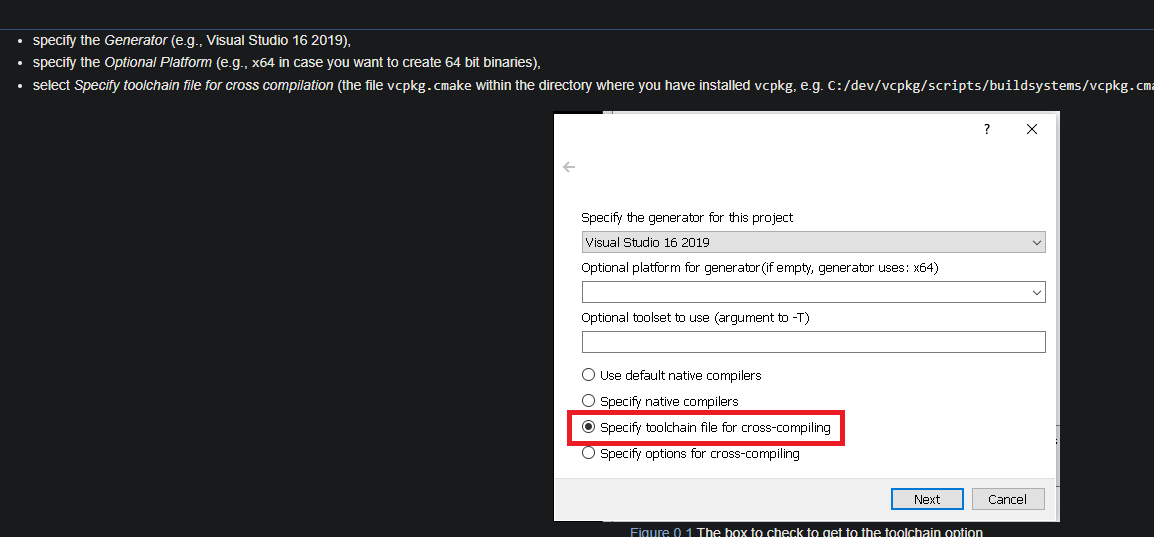 • specify the Generator (e.g., Visual Studio 16 2019),
• specify the Optional Platform (e.g., x64 in case you want to create 64 bit binaries),
• select Specify toolchain file for cross compilation (the file vcpkg.cmake within the directory where you have installed vcpkg, e.g. C:/dev/vcpkg/scripts/buildsystems/vcpkg.cma
?
Specify the generator for this project
Visual Studio 16 2019
Optional platform for generator(if empty, generator uses: x64)
Optional toolset to use (argument to -T)
Use default native compilers
Specify native compilers
Specify toolchain file for cross-compiling
Specify options for cross-compiling
Next Cancel
Figure 0.1 The box to check to get to the toolchain option